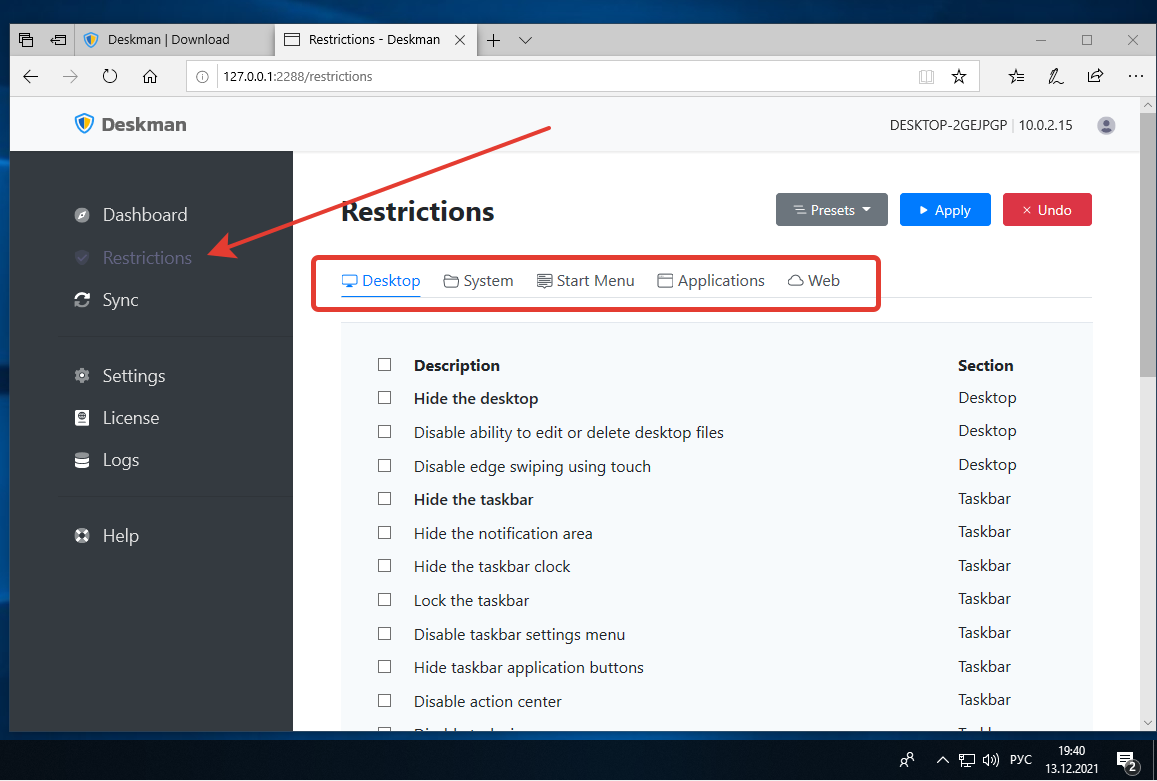 Deskman | Download
Restrictions - Deskman
127.0.0.1:2288/restrictions
Deskman
DESKTOP-2GEJPGP | 10.0.2.15
Dashboard
Restrictions
Sync
Settings
License
Logs
Help
Restrictions
Presets
Apply
Undo
Desktop System Start Menu Applications Web
Description Section
Hide the desktop Desktop
Disable ability to edit or delete desktop files Desktop
Disable edge swiping using touch Desktop
Hide the taskbar Taskbar
Hide the notification area Taskbar
Hide the taskbar clock Taskbar
Lock the taskbar Taskbar
Disable taskbar settings menu Taskbar
Hide taskbar application buttons Taskbar
Disable action center Taskbar
РУС
19:40
13.12.2021
2